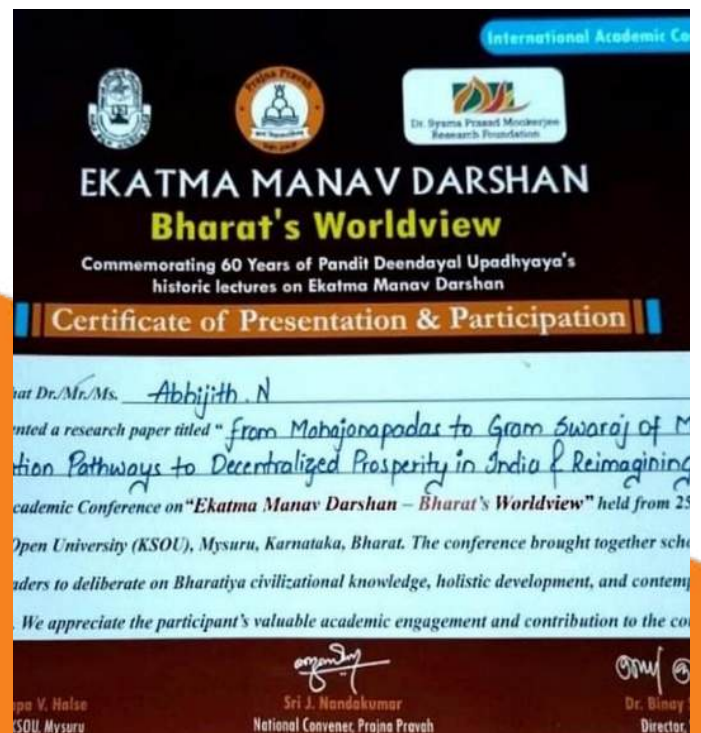 International Academic Co
Prajna Pravah
Dr. Syama Prasad Mookerjee
Research Foundation
EKATMA MANAV DARSHAN
Bharat's Worldview
Commemorating 60 Years of Pandit Deendayal Upadhyaya's
historic lectures on Ekatma Manav Darshan
Certificate of Presentation & Participation
hat Dr./Mr./Ms. Abhijith. N
nted a research paper titled " From Mahajanapadas to Gram Swaraj of M
tion Pathways to Decentralized Prosperity in India & Reimagining
cademic Conference on "Ekatma Manav Darshan – Bharat's Worldview" held from 25
Open University (KSOU), Mysuru, Karnataka, Bharat. The conference brought together scho
aders to deliberate on Bharatiya civilizational knowledge, holistic development, and contemp
. We appreciate the participant's valuable academic engagement and contribution to the co
pa V. Halse
KSOU, Mysuru
Sri J. Nandakumar
National Convener, Prajna Pravah
Dr. Binay
Director,